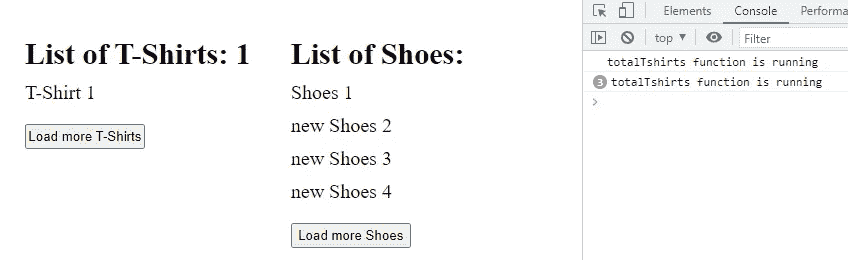 List of T-Shirts: 1
T-Shirt 1
Load more T-Shirts
List of Shoes:
Shoes 1
new Shoes 2
new Shoes 3
new Shoes 4
Load more Shoes
Elements Console Performa
top ▼ Filter
totalTshirts function is running
3 totalTshirts function is running
>